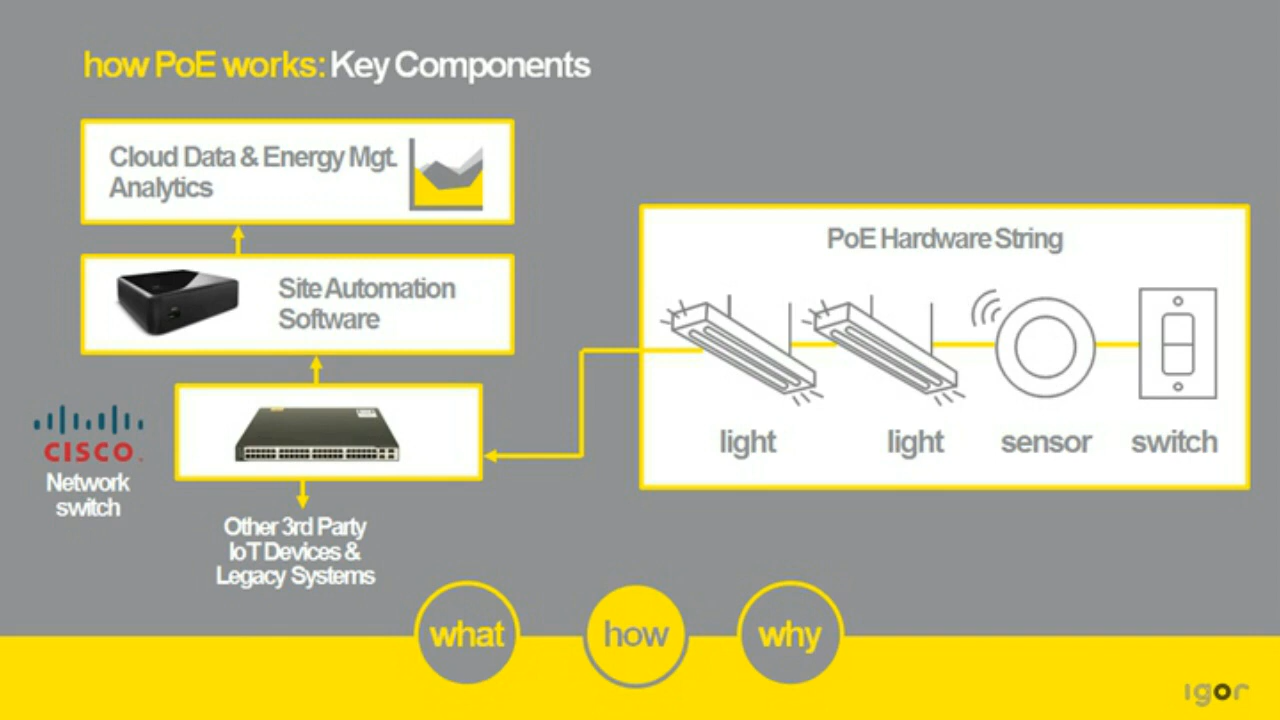 how PoE works: Key Components
Cloud Data & Energy Mgt.
Analytics
Site Automation
Software
CISCO.
Network
switch
Other 3rd Party
IoT Devices &
Legacy Systems
PoE Hardware String
light light sensor switch
what how why
igor